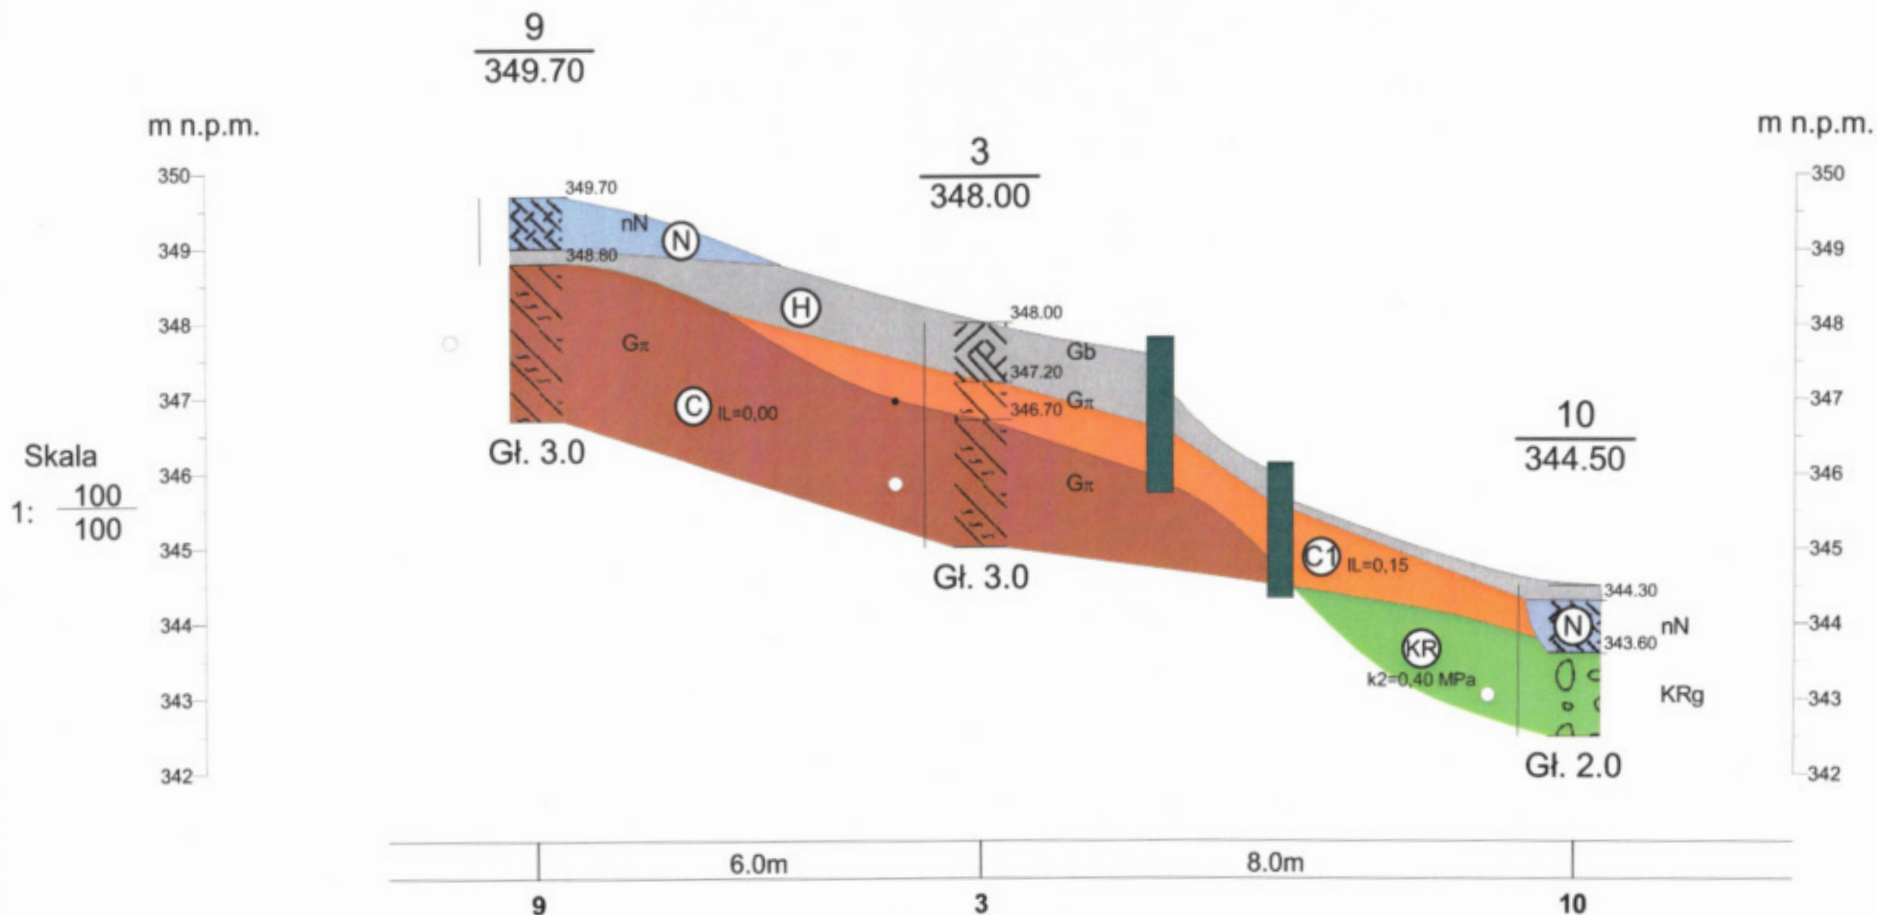 9
349.70
m n.p.m.
m n.p.m.
3
348.00
350
349
348
347
346
345
344
343
342
350
349
348
347
346
345
344
343
342
349.70
nN
N
348.80
H
348.00
Gb
347.20
Gπ
346.70
Gπ
C
IL=0,00
Gπ
Gł. 3.0
Skala
1:
100
100
10
344.50
Gł. 3.0
C1
IL=0,15
344.30
N
nN
343.60
KR
k2=0,40 MPa
KRg
Gł. 2.0
6.0m
8.0m
9
3
10